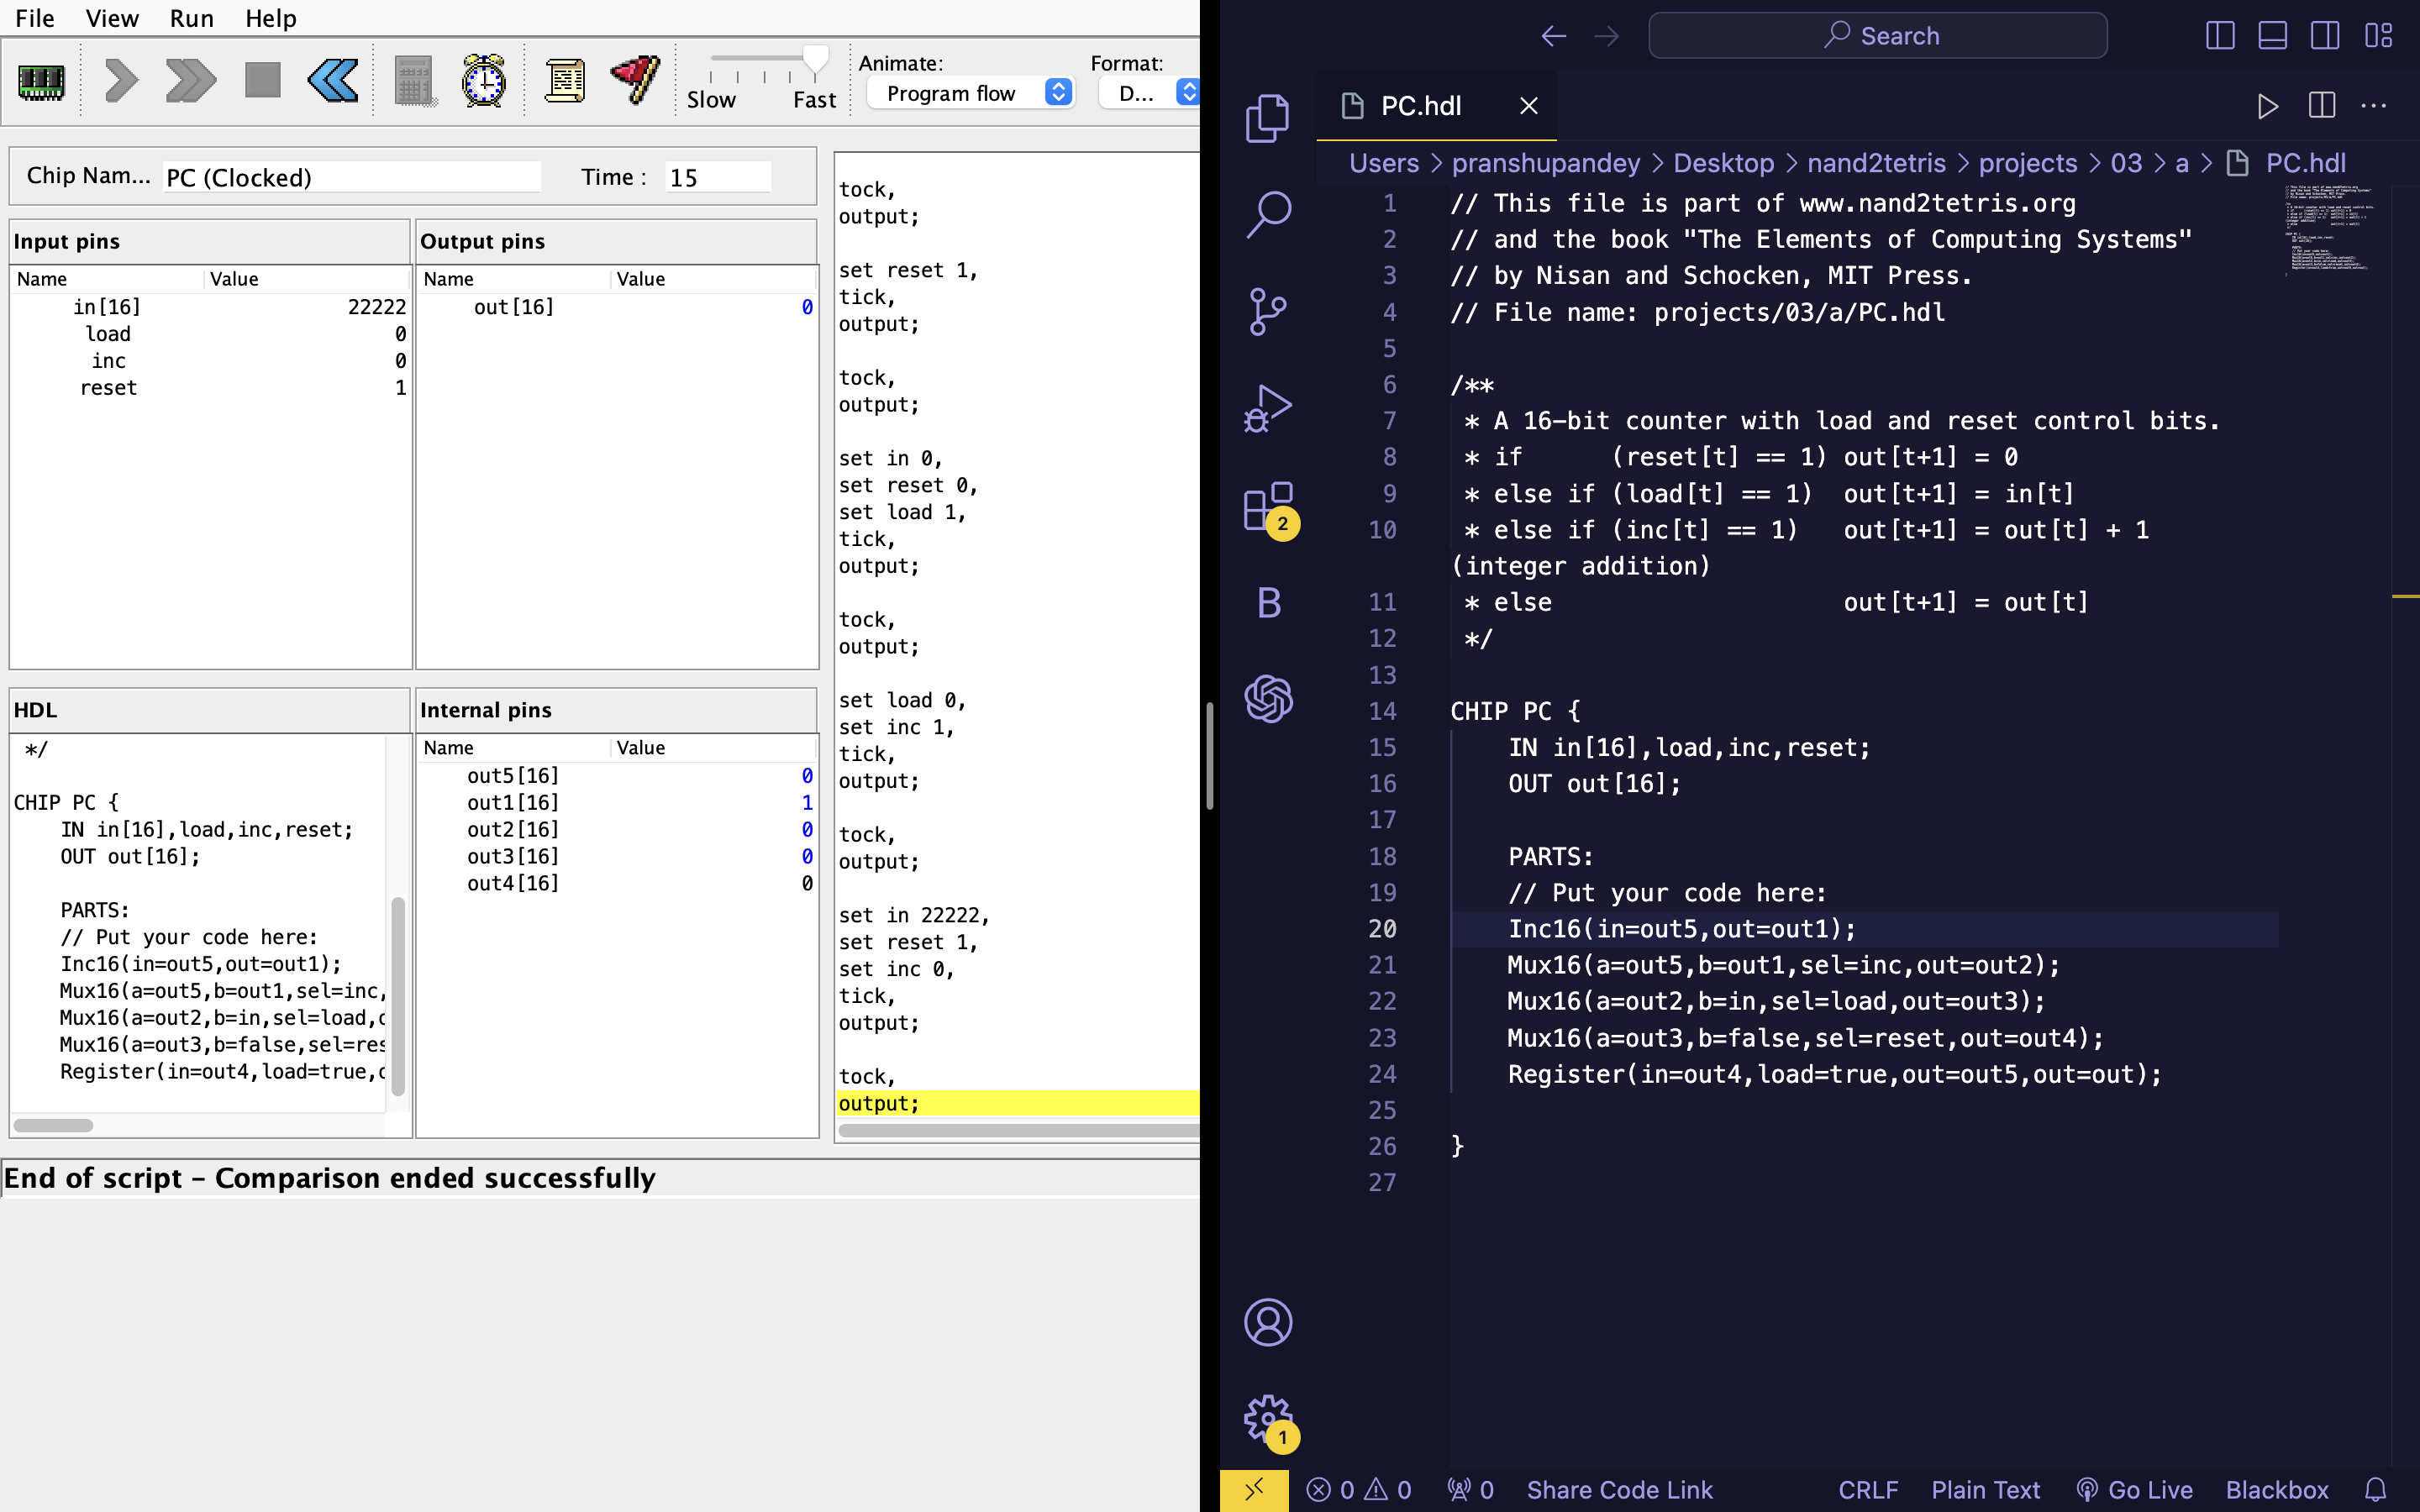 File View Run Help
Slow Fast
Animate: Format:
Program flow D...
Chip Nam... PC (Clocked) Time : 15
Input pins Output pins
Name Value Name Value
in[16] 22222 out[16] 0
load 0
inc 0
reset 1
HDL Internal pins
Name Value
*/
CHIP PC {
IN in[16],load,inc,reset;
OUT out[16];
PARTS:
// Put your code here:
Inc16(in=out5,out=out1);
Mux16(a=out5,b=out1,sel=inc,
Mux16(a=out2,b=in,sel=load,o
Mux16(a=out3,b=false,sel=res
Register(in=out4,load=true,o
out5[16] 0
out1[16] 1
out2[16] 0
out3[16] 0
out4[16] 0
tock,
output;
set reset 1,
tick,
output;
tock,
output;
set in 0,
set reset 0,
set load 1,
tick,
output;
tock,
output;
set load 0,
set inc 1,
tick,
output;
tock,
output;
set in 22222,
set reset 1,
set inc 0,
tick,
output;
tock,
output;
End of script – Comparison ended successfully
Search
PC.hdl
Users > pranshupandey > Desktop > nand2tetris > projects > 03 > a > PC.hdl
1 // This file is part of www.nand2tetris.org
2 // and the book "The Elements of Computing Systems"
3 // by Nisan and Schocken, MIT Press.
4 // File name: projects/03/a/PC.hdl
5
6 /**
7 * A 16-bit counter with load and reset control bits.
8 * if (reset[t] == 1) out[t+1] = 0
9 * else if (load[t] == 1) out[t+1] = in[t]
10 * else if (inc[t] == 1) out[t+1] = out[t] + 1
(integer addition)
11 * else out[t+1] = out[t]
12 */
13
14 CHIP PC {
15 IN in[16],load,inc,reset;
16 OUT out[16];
17
18 PARTS:
19 // Put your code here:
20 Inc16(in=out5,out=out1);
21 Mux16(a=out5,b=out1,sel=inc,out=out2);
22 Mux16(a=out2,b=in,sel=load,out=out3);
23 Mux16(a=out3,b=false,sel=reset,out=out4);
24 Register(in=out4,load=true,out=out5,out=out);
25
26 }
27
2
B
1
0 0 0 Share Code Link CRLF Plain Text Go Live Blackbox